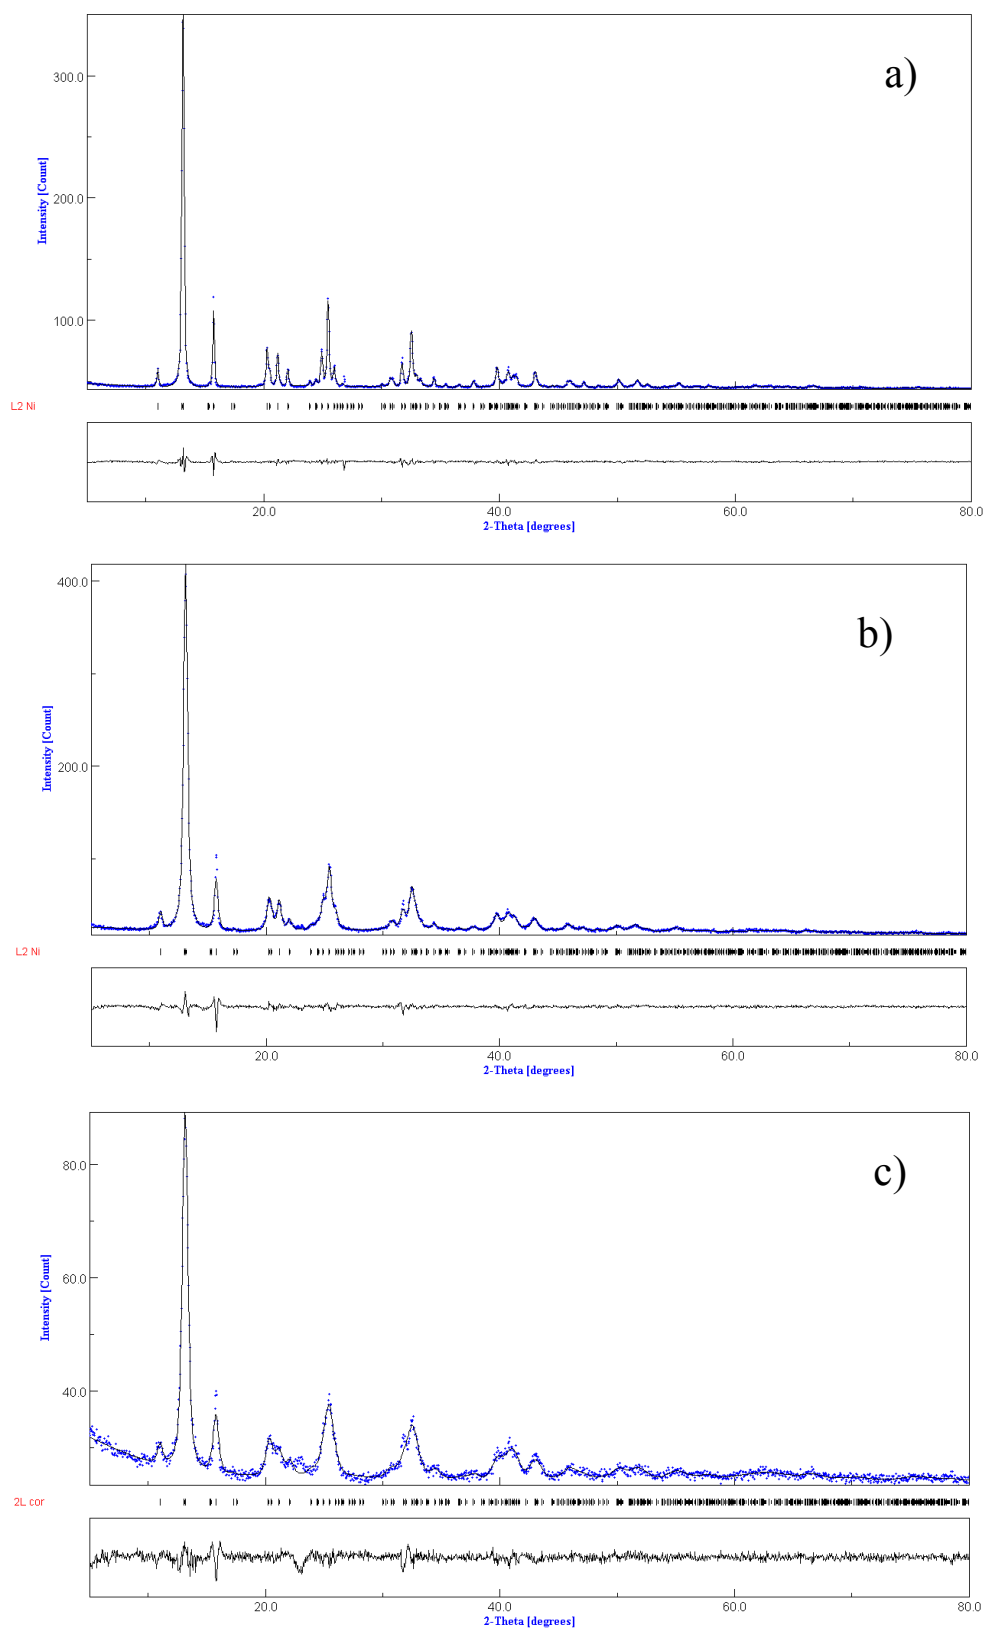 a)
300.0
200.0
100.0
Intensity [Count]
L2 Ni
20.0 40.0 60.0 80.0
2-Theta [degrees]
b)
400.0
200.0
Intensity [Count]
L2 Ni
20.0 40.0 60.0 80.0
2-Theta [degrees]
c)
80.0
60.0
40.0
Intensity [Count]
2L cor
20.0 40.0 60.0 80.0
2-Theta [degrees]